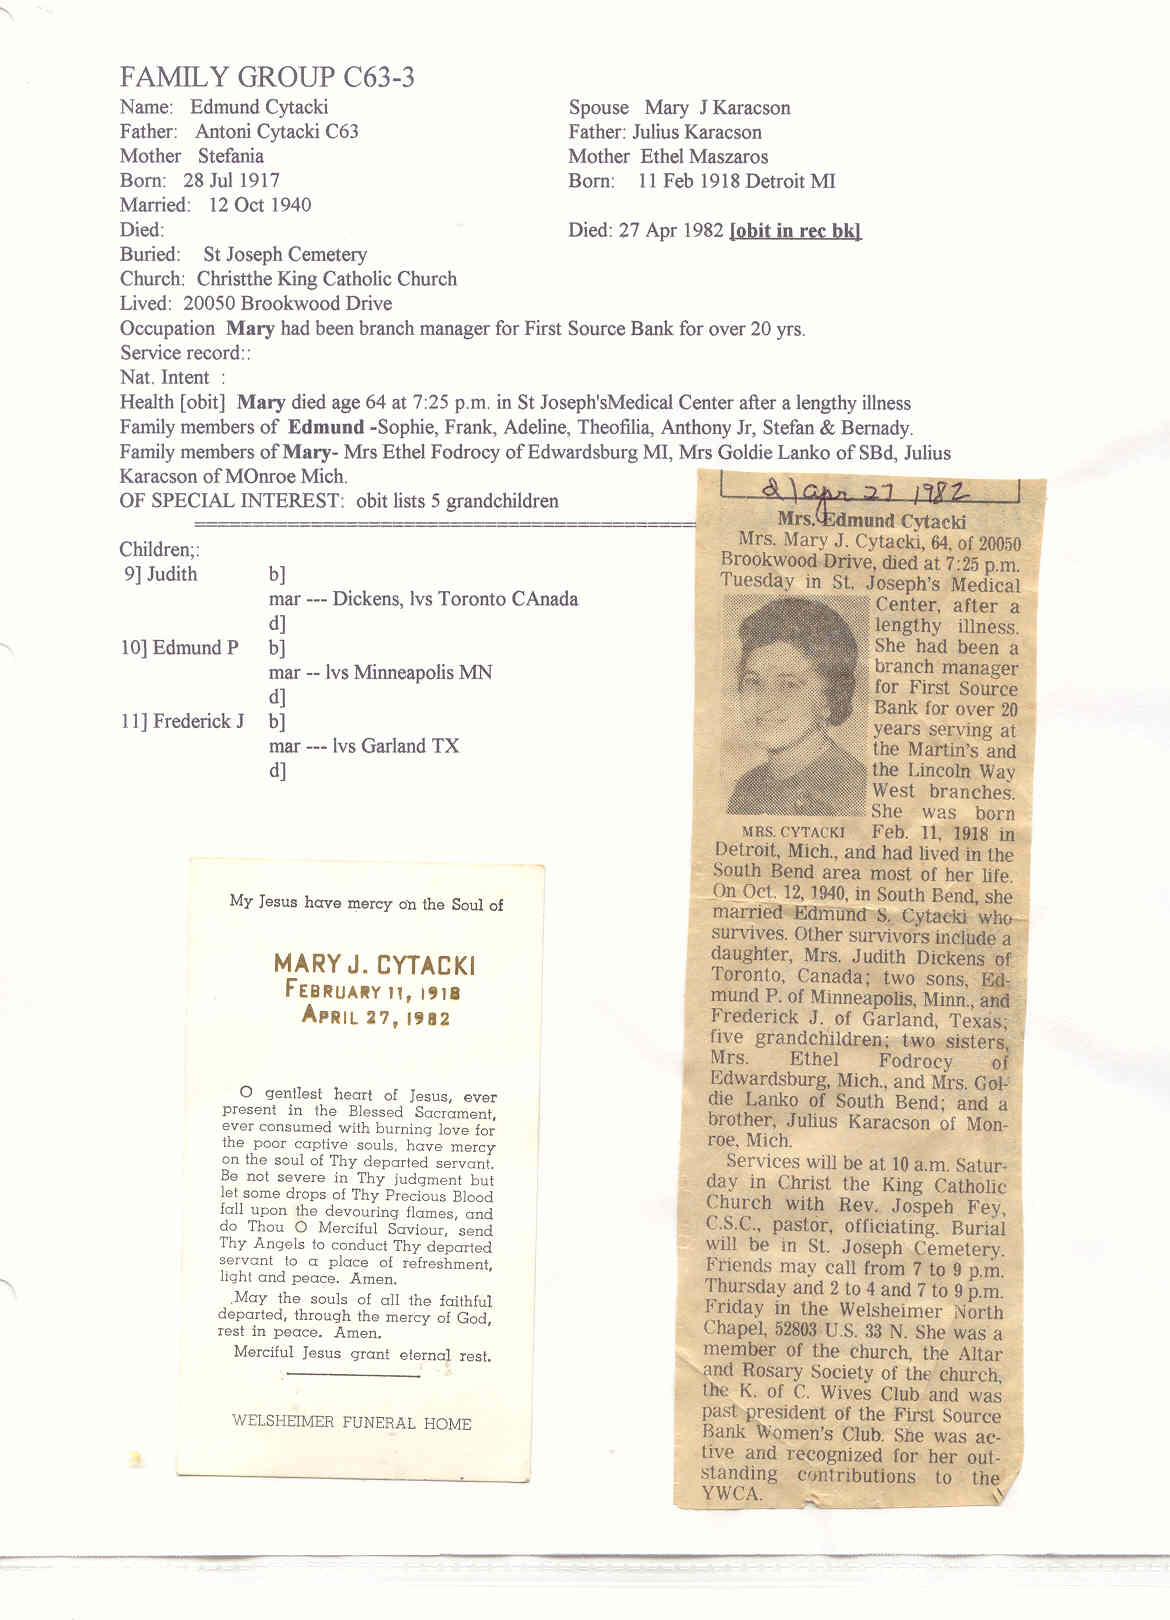 FAMILY GROUP C63-3
Name: Edmund Cytacki
Father: Antoni Cytacki C63
Mother Stefania
Born: 28 Jul 1917
Married: 12 Oct 1940
Died:
Buried: St Joseph Cemetery
Church: Christthe King Catholic Church
Lived: 20050 Brookwood Drive
Spouse Mary J Karacson
Father: Julius Karacson
Mother Ethel Maszaros
Born: 11 Feb 1918 Detroit MI
Died: 27 Apr 1982 [obit in rec bk]
Occupation Mary had been branch manager for First Source Bank for over 20 yrs.
Service record::
Nat. Intent :
Health [obit] Mary died age 64 at 7:25 p.m. in St Joseph'sMedical Center after a lengthy illness
Family members of Edmund -Sophie, Frank, Adeline, Theofilia, Anthony Jr, Stefan & Bernady.
Family members of Mary- Mrs Ethel Fodrocy of Edwardsburg MI, Mrs Goldie Lanko of SBd, Julius
Karacson of MOnroe Mich.
OF SPECIAL INTEREST: obit lists 5 grandchildren
Children;:
9] Judith b]
mar --- Dickens, lvs Toronto CAnada
d]
10] Edmund P b]
mar -- lvs Minneapolis MN
d]
11] Frederick J b]
mar --- lvs Garland TX
d]
My Jesus have mercy on the Soul of
MARY J. CYTACKI
FEBRUARY 11, 1918
APRIL 27, 1982
O gentlest heart of Jesus, ever
present in the Blessed Sacrament,
ever consumed with burning love for
the poor captive souls, have mercy
on the soul of Thy departed servant.
Be not severe in Thy judgment but
let some drops of Thy Precious Blood
fall upon the devouring flames, and
do Thou O Merciful Saviour, send
Thy Angels to conduct Thy departed
servant to a place of refreshment,
light and peace. Amen.
May the souls of all the faithful
departed, through the mercy of God,
rest in peace. Amen.
Merciful Jesus grant eternal rest.
WELSHEIMER FUNERAL HOME
d apr 27 1982
Mrs. Edmund Cytacki
Mrs. Mary J. Cytacki, 64, of 20050
Brookwood Drive, died at 7:25 p.m.
Tuesday in St. Joseph's Medical
Center, after a
lengthy illness.
She had been a
branch manager
for First Source
Bank for over 20
years serving at
the Martin's and
the Lincoln Way
West branches.
She was born
MRS. CYTACKI Feb. 11, 1918 in
Detroit, Mich., and had lived in the
South Bend area most of her life.
On Oct. 12, 1940, in South Bend, she
married Edmund S. Cytacki who
survives. Other survivors include a
daughter, Mrs. Judith Dickens of
Toronto, Canada; two sons, Ed-
mund P. of Minneapolis, Minn., and
Frederick J. of Garland, Texas;
five grandchildren; two sisters,
Mrs. Ethel Fodrocy of
Edwardsburg, Mich., and Mrs. Gol-
die Lanko of South Bend; and a
brother, Julius Karacson of Mon-
roe, Mich.
Services will be at 10 a.m. Satur-
day in Christ the King Catholic
Church with Rev. Jospeh Fey,
C.S.C., pastor, officiating. Burial
will be in St. Joseph Cemetery.
Friends may call from 7 to 9 p.m.
Thursday and 2 to 4 and 7 to 9 p.m.
Friday in the Welsheimer North
Chapel, 52803 U.S. 33 N. She was a
member of the church, the Altar
and Rosary Society of the church,
the K. of C. Wives Club and was
past president of the First Source
Bank Women's Club. She was ac-
tive and recognized for her out-
standing contributions to the
YWCA.